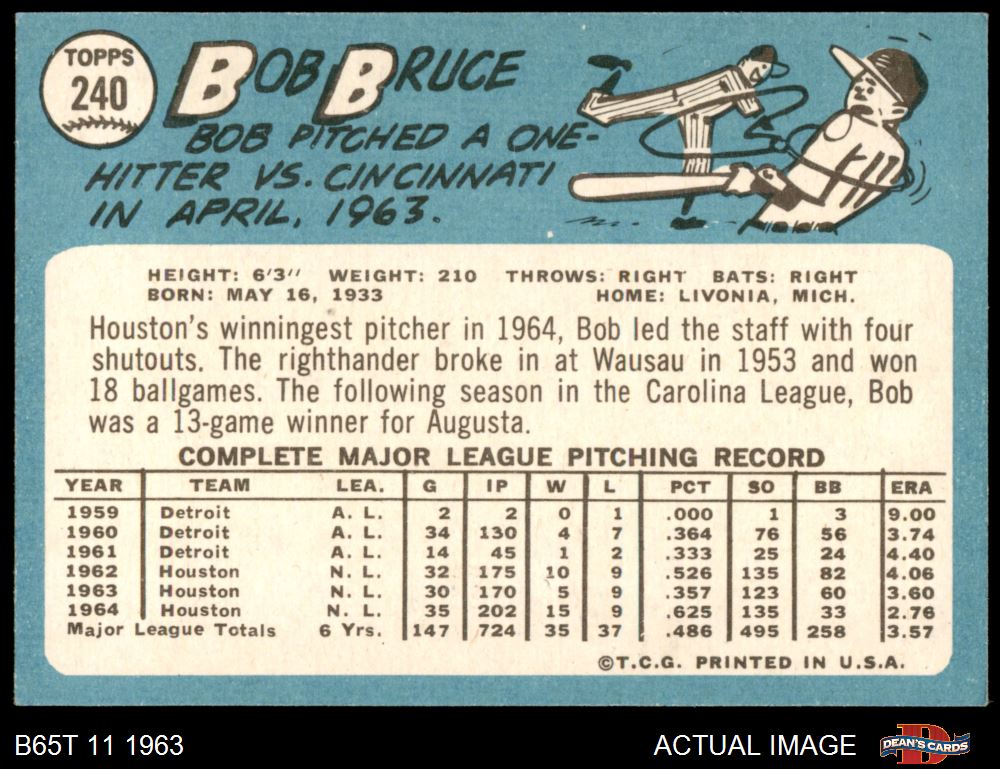 TOPPS
240
BOB BRUCE
BOB PITCHED A ONE-
HITTER VS. CINCINNATI
IN APRIL, 1963.
HEIGHT: 6'3" WEIGHT: 210 THROWS: RIGHT BATS: RIGHT
BORN: MAY 16, 1933 HOME: LIVONIA, MICH.
Houston's winningest pitcher in 1964, Bob led the staff with four
shutouts. The righthander broke in at Wausau in 1953 and won
18 ballgames. The following season in the Carolina League, Bob
was a 13-game winner for Augusta.
COMPLETE MAJOR LEAGUE PITCHING RECORD
YEAR TEAM LEA. G IP W L PCT SO BB ERA
1959 Detroit A. L. 2 2 0 1 .000 1 3 9.00
1960 Detroit A. L. 34 130 4 7 .364 76 56 3.74
1961 Detroit A. L. 14 45 1 2 .333 25 24 4.40
1962 Houston N. L. 32 175 10 9 .526 135 82 4.06
1963 Houston N. L. 30 170 5 9 .357 123 60 3.60
1964 Houston N. L. 35 202 15 9 .625 135 33 2.76
Major League Totals 6 Yrs. 147 724 35 37 .486 495 258 3.57
©T.C.G. PRINTED IN U.S.A.
B65T 11 1963 ACTUAL IMAGE DEAN'S CARDS